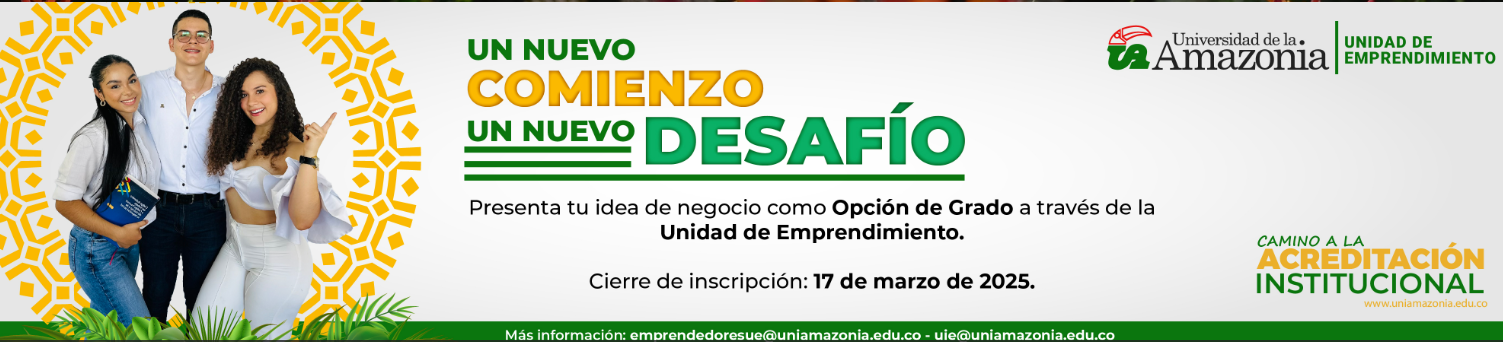 UN NUEVO
COMIENZO
UN NUEVO DESAFÍO
Presenta tu idea de negocio como Opción de Grado a través de la
Unidad de Emprendimiento.
Cierre de inscripción: 17 de marzo de 2025.
Universidad de la
Amazonia
UNIDAD DE
EMPRENDIMIENTO
CAMINO A LA
ACREDITACIÓN
INSTITUCIONAL
www.uniamazonia.edu.co
Más información: emprendedoresue@uniamazonia.edu.co - uie@uniamazonia.edu.co